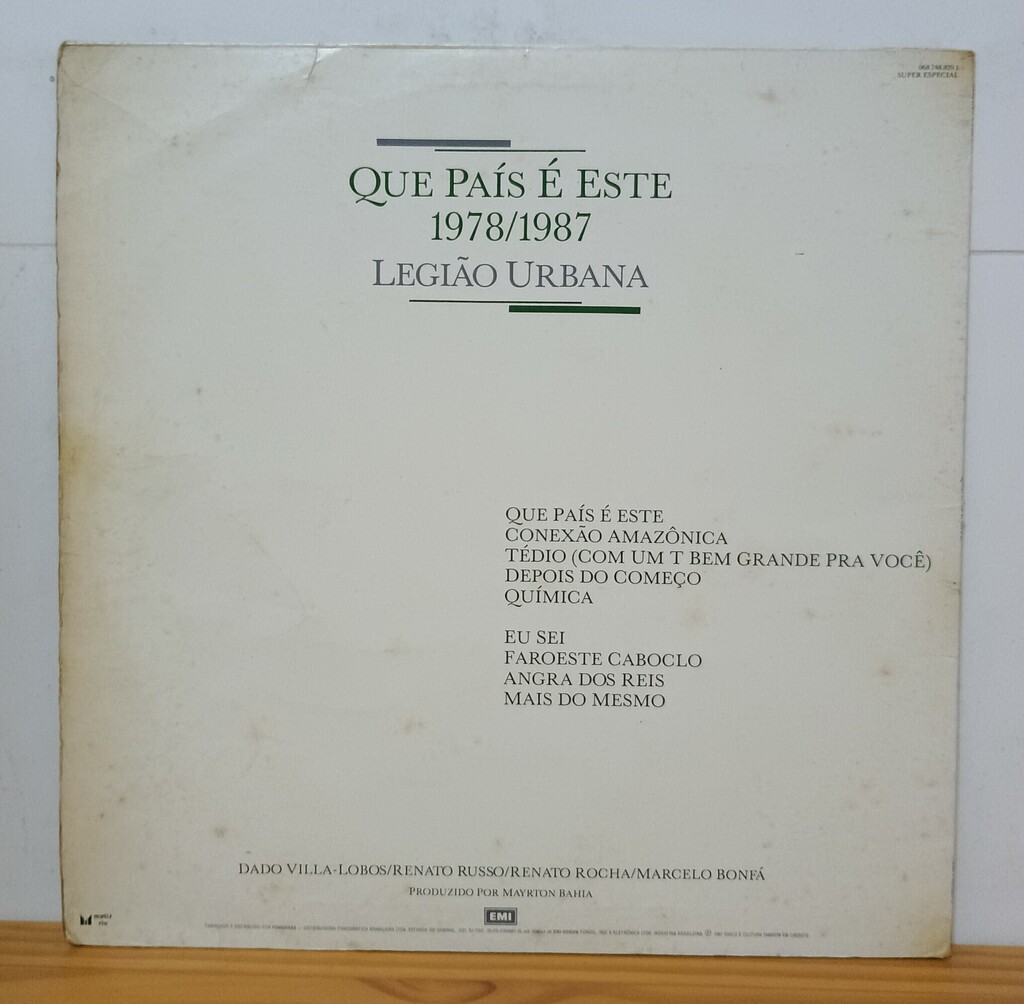 SUPER ESPECIAL
QUE PAÍS É ESTE
1978/1987
LEGIÃO URBANA
QUE PAÍS É ESTE
CONEXÃO AMAZÔNICA
TÉDIO (COM UM T BEM GRANDE PRA VOCÊ)
DEPOIS DO COMEÇO
QUÍMICA
EU SEI
FAROESTE CABOCLO
ANGRA DOS REIS
MAIS DO MESMO
DADO VILLA-LOBOS/RENATO RUSSO/RENATO ROCHA/MARCELO BONFÁ
PRODUZIDO POR MAYRTON BAHIA
EMI